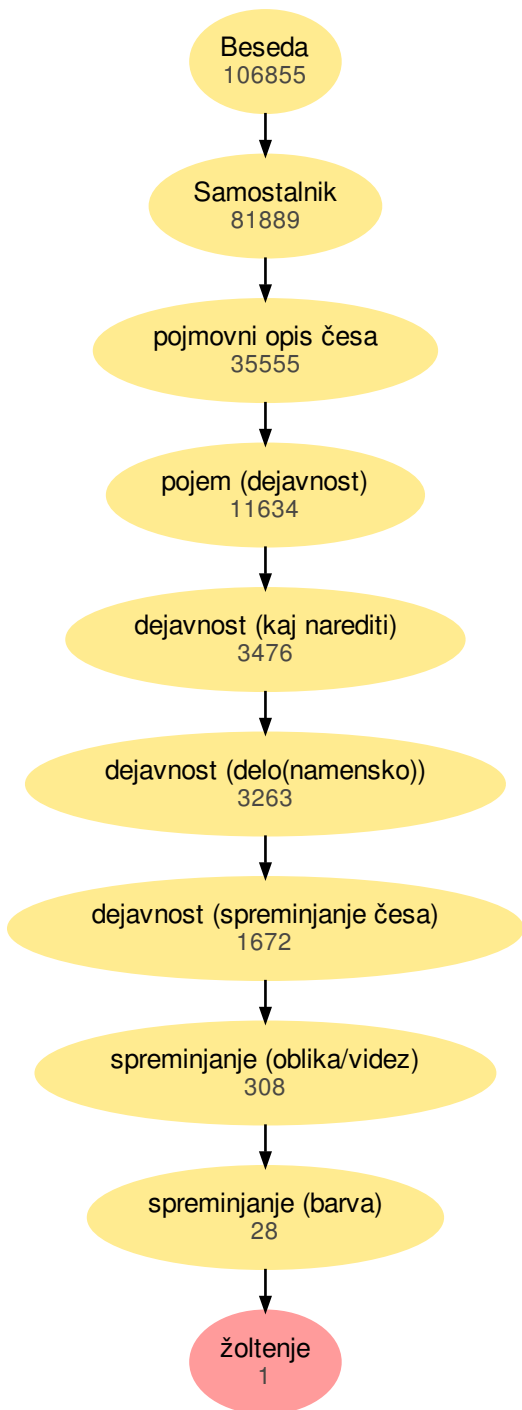 Beseda
106855
Samostalnik
81889
pojmovni opis česa
35555
pojem (dejavnost)
11634
dejavnost (kaj narediti)
3476
dejavnost (delo(namensko))
3263
dejavnost (spreminjanje česa)
1672
spreminjanje (oblika/videz)
308
spreminjanje (barva)
28
žoltenje
1